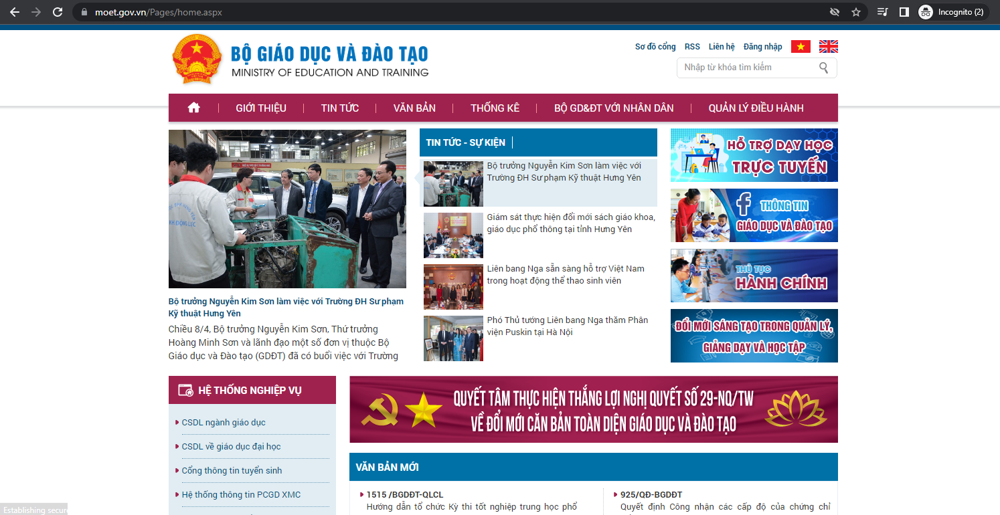 moet.gov.vn/Pages/home.aspx
Incognito (2)
BỘ GIÁO DỤC VÀ ĐÀO TẠO
MINISTRY OF EDUCATION AND TRAINING
Sơ đồ cổng RSS Liên hệ Đăng nhập
Nhập từ khóa tìm kiếm
GIỚI THIỆU TIN TỨC VĂN BẢN THỐNG KÊ BỘ GD&ĐT VỚI NHÂN DÂN QUẢN LÝ ĐIỀU HÀNH
Bộ trưởng Nguyễn Kim Sơn làm việc với Trường ĐH Sư phạm
Kỹ thuật Hưng Yên
Chiều 8/4, Bộ trưởng Nguyễn Kim Sơn, Thứ trưởng
Hoàng Minh Sơn và lãnh đạo một số đơn vị thuộc Bộ
Giáo dục và Đào tạo (GDĐT) đã có buổi việc với Trường
TIN TỨC - SỰ KIỆN
Bộ trưởng Nguyễn Kim Sơn làm việc với
Trường ĐH Sư phạm Kỹ thuật Hưng Yên
Giám sát thực hiện đổi mới sách giáo khoa,
giáo dục phổ thông tại tỉnh Hưng Yên
Liên bang Nga sẵn sàng hỗ trợ Việt Nam
trong hoạt động thể thao sinh viên
Phó Thủ tướng Liên bang Nga thăm Phân
viện Puskin tại Hà Nội
HỖ TRỢ DẠY HỌC
TRỰC TUYẾN
THÔNG TIN
GIÁO DỤC VÀ ĐÀO TẠO
THỦ TỤC
HÀNH CHÍNH
ĐỔI MỚI SÁNG TẠO TRONG QUẢN LÝ,
GIẢNG DẠY VÀ HỌC TẬP
HỆ THỐNG NGHIỆP VỤ
CSDL ngành giáo dục
CSDL về giáo dục đại học
Cổng thông tin tuyển sinh
Hệ thống thông tin PCGD XMC
QUYẾT TÂM THỰC HIỆN THẮNG LỢI NGHỊ QUYẾT SỐ 29-NQ/TW
VỀ ĐỔI MỚI CĂN BẢN TOÀN DIỆN GIÁO DỤC VÀ ĐÀO TẠO
VĂN BẢN MỚI
1515 /BGDĐT-QLCL
Hướng dẫn tổ chức Kỳ thi tốt nghiệp trung học phổ
925/QĐ-BGDĐT
Quyết định Công nhận các cấp độ của chứng chỉ
Establishing secure